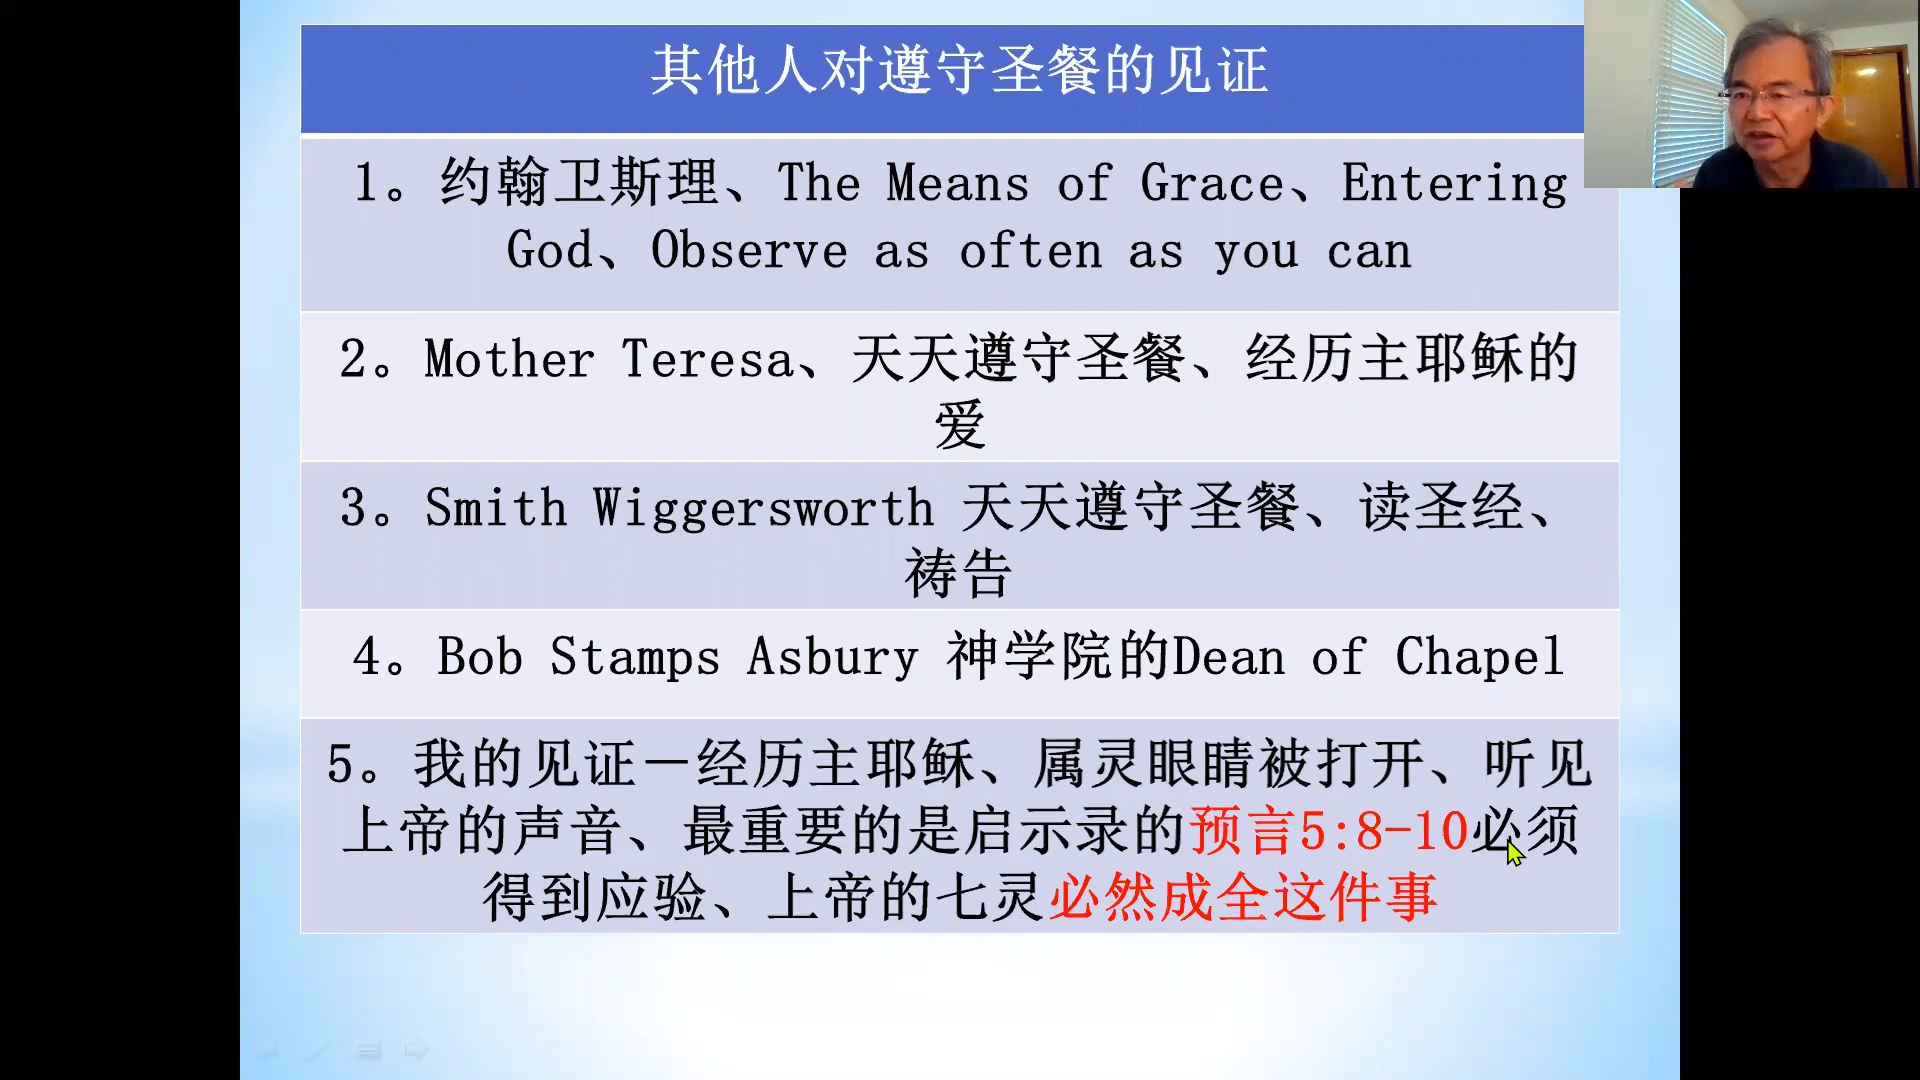 其他人对遵守圣餐的见证
1。约翰卫斯理、The Means of Grace、Entering
God、Observe as often as you can
2。Mother Teresa、天天遵守圣餐、经历主耶稣的
爱
3。Smith Wiggersworth 天天遵守圣餐、读圣经、
祷告
4。Bob Stamps Asbury 神学院的Dean of Chapel
5。我的见证－经历主耶稣、属灵眼睛被打开、听见
上帝的声音、最重要的是启示录的预言5:8-10必须
得到应验、上帝的七灵必然成全这件事